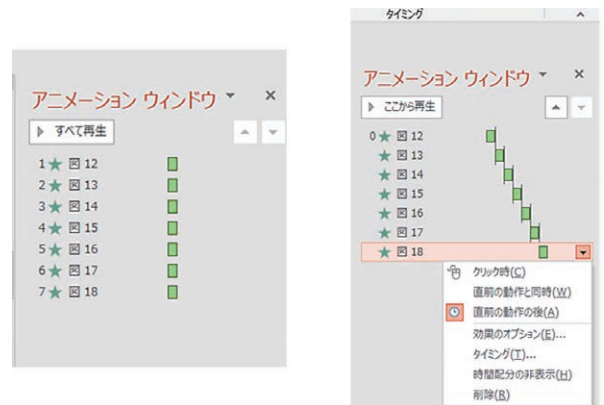 アニメーション ウィンドウ
すべて再生
1 図 12
2 図 13
3 図 14
4 図 15
5 図 16
6 図 17
7 図 18
タイミング
アニメーション ウィンドウ
ここから再生
0 図 12
図 13
図 14
図 15
図 16
図 17
図 18
クリック時(C)
直前の動作と同時(W)
直前の動作の後(A)
効果のオプション(E)...
タイミング(T)...
時間配分の非表示(H)
削除(R)